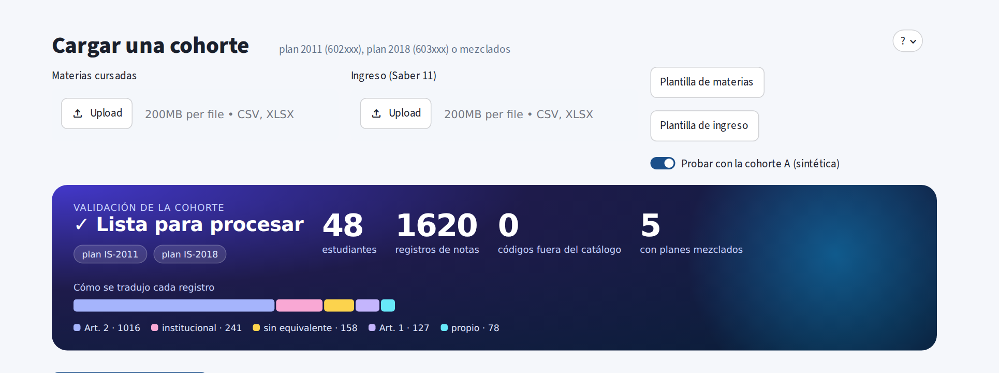 Cargar una cohorte
plan 2011 (602xxx), plan 2018 (603xxx) o mezclados
?
Materias cursadas
Upload
200MB per file • CSV, XLSX
Ingreso (Saber 11)
Upload
200MB per file • CSV, XLSX
Plantilla de materias
Plantilla de ingreso
Probar con la cohorte A (sintética)
VALIDACIÓN DE LA COHORTE
✓ Lista para procesar
plan IS-2011
plan IS-2018
48
estudiantes
1620
registros de notas
0
códigos fuera del catálogo
5
con planes mezclados
Cómo se tradujo cada registro
Art. 2 · 1016
institucional · 241
sin equivalente · 158
Art. 1 · 127
propio · 78